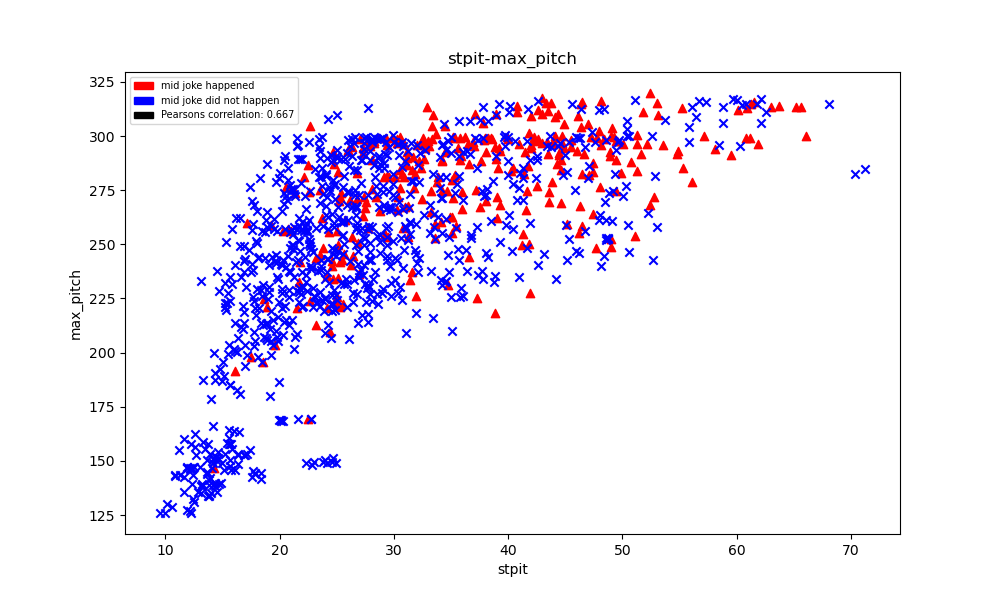 stpit-max_pitch
mid joke happened
mid joke did not happen
Pearsons correlation: 0.667
325
300
275
250
225
200
175
150
125
max_pitch
10 20 30 40 50 60 70
stpit